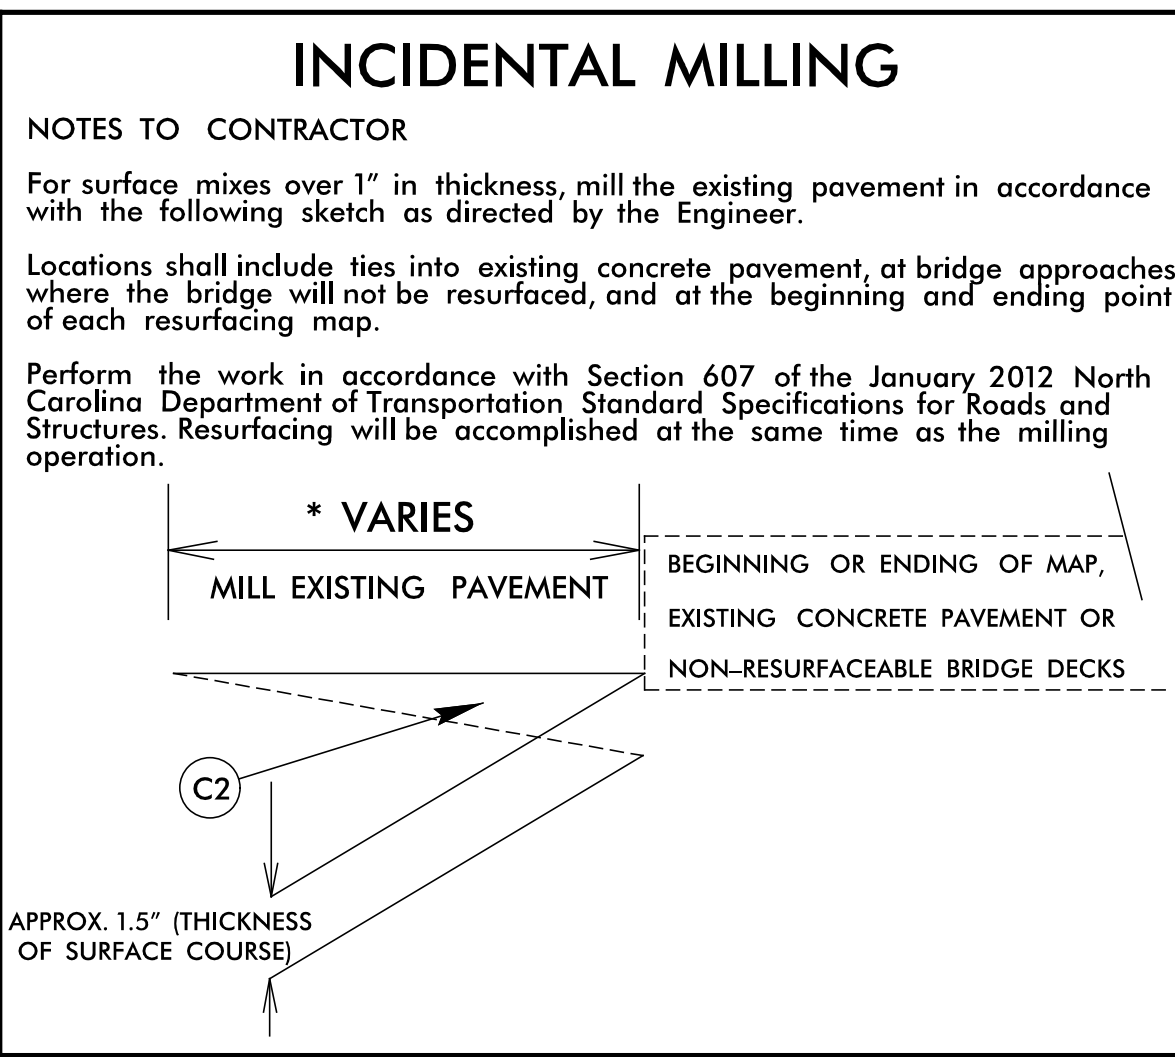 INCIDENTAL MILLING
NOTES TO CONTRACTOR
For surface mixes over 1" in thickness, mill the existing pavement in accordance
with the following sketch as directed by the Engineer.
Locations shall include ties into existing concrete pavement, at bridge approaches
where the bridge will not be resurfaced, and at the beginning and ending point
of each resurfacing map.
Perform the work in accordance with Section 607 of the January 2012 North
Carolina Department of Transportation Standard Specifications for Roads and
Structures. Resurfacing will be accomplished at the same time as the milling
operation.
* VARIES
MILL EXISTING PAVEMENT
BEGINNING OR ENDING OF MAP,
EXISTING CONCRETE PAVEMENT OR
NON-RESURFACEABLE BRIDGE DECKS
C2
APPROX. 1.5" (THICKNESS
OF SURFACE COURSE)